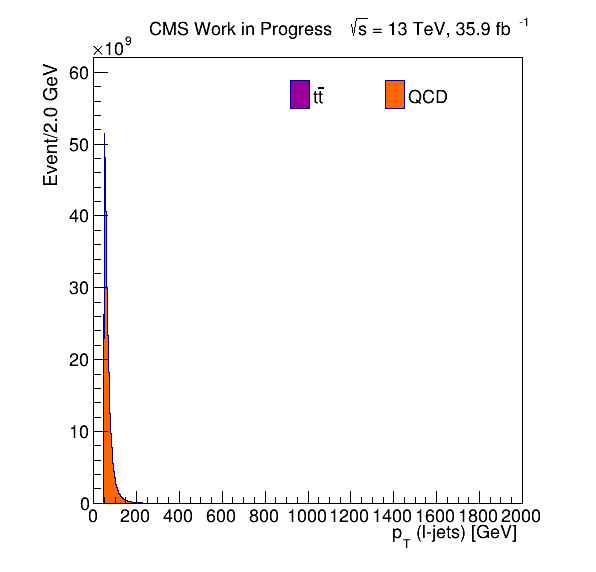 CMS Work in Progress √s = 13 TeV, 35.9 fb -1
×10^9
Event/2.0 GeV
60
50
40
30
20
10
0
tt̄
QCD
0 200 400 600 800 1000 1200 1400 1600 1800 2000
p_T (l-jets) [GeV]